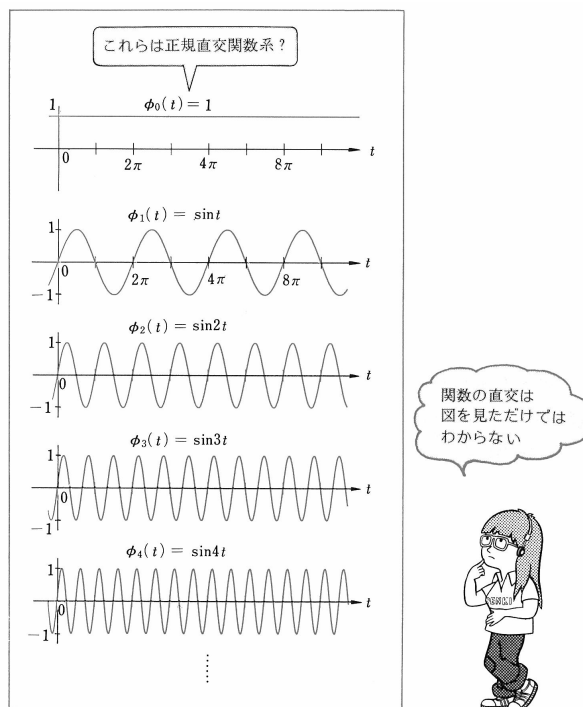 これらは正規直交関数系？
ϕ₀(t) = 1
1
0 2π 4π 8π t
ϕ₁(t) = sint
1
0 2π 4π 8π t
−1
ϕ₂(t) = sin2t
1
0 t
−1
ϕ₃(t) = sin3t
1
0 t
−1
ϕ₄(t) = sin4t
1
0 t
−1
関数の直交は
図を見ただけでは
わからない